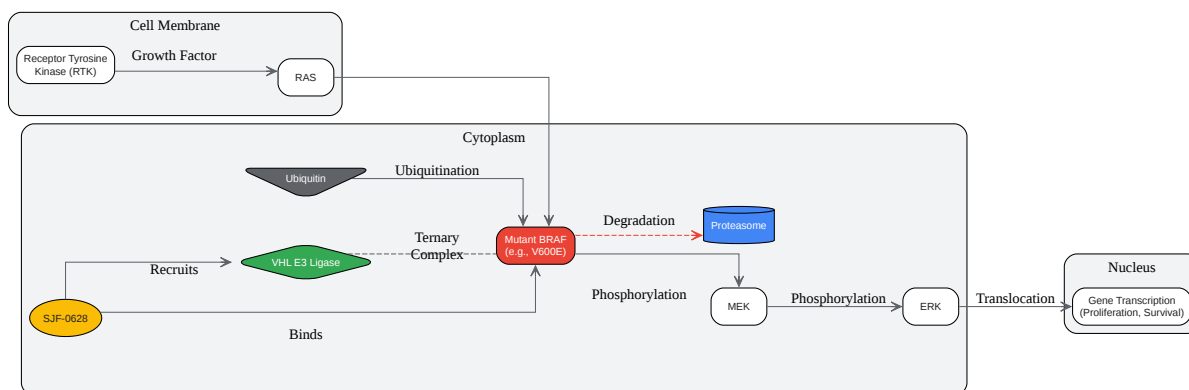 Cell Membrane
Receptor Tyrosine
Kinase (RTK)
Growth Factor
RAS
Cytoplasm
Ubiquitin
Ubiquitination
Mutant BRAF
(e.g., V600E)
Degradation
Proteasome
Ternary
Complex
VHL E3 Ligase
Recruits
SJF-0628
Binds
Phosphorylation
MEK
Phosphorylation
ERK
Translocation
Nucleus
Gene Transcription
(Proliferation, Survival)